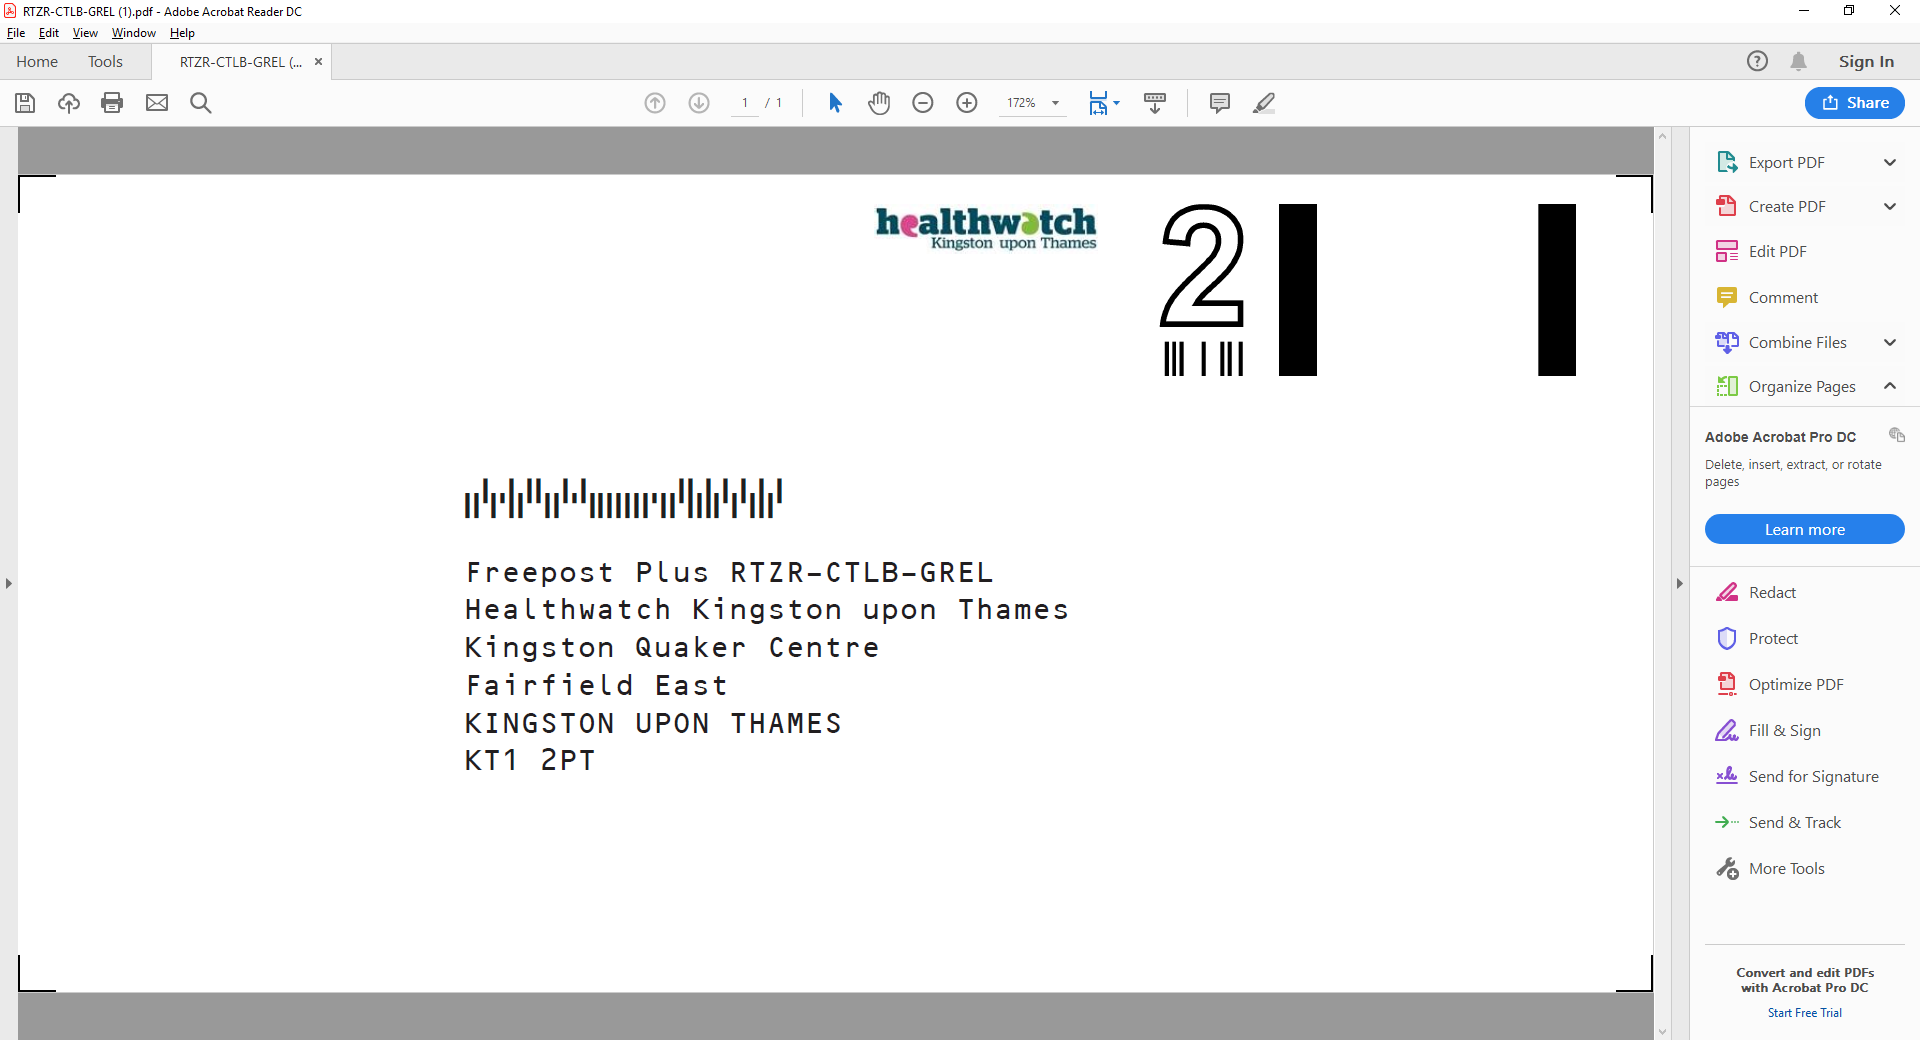 RTZR-CTLB-GREL (1).pdf - Adobe Acrobat Reader DC
File Edit View Window Help
Home Tools RTZR-CTLB-GREL (... × Sign In
1 / 1 172% Share
healthwatch
Kingston upon Thames
2
Freepost Plus RTZR-CTLB-GREL
Healthwatch Kingston upon Thames
Kingston Quaker Centre
Fairfield East
KINGSTON UPON THAMES
KT1 2PT
Export PDF
Create PDF
Edit PDF
Comment
Combine Files
Organize Pages
Adobe Acrobat Pro DC
Delete, insert, extract, or rotate
pages
Learn more
Redact
Protect
Optimize PDF
Fill & Sign
Send for Signature
Send & Track
More Tools
Convert and edit PDFs
with Acrobat Pro DC
Start Free Trial